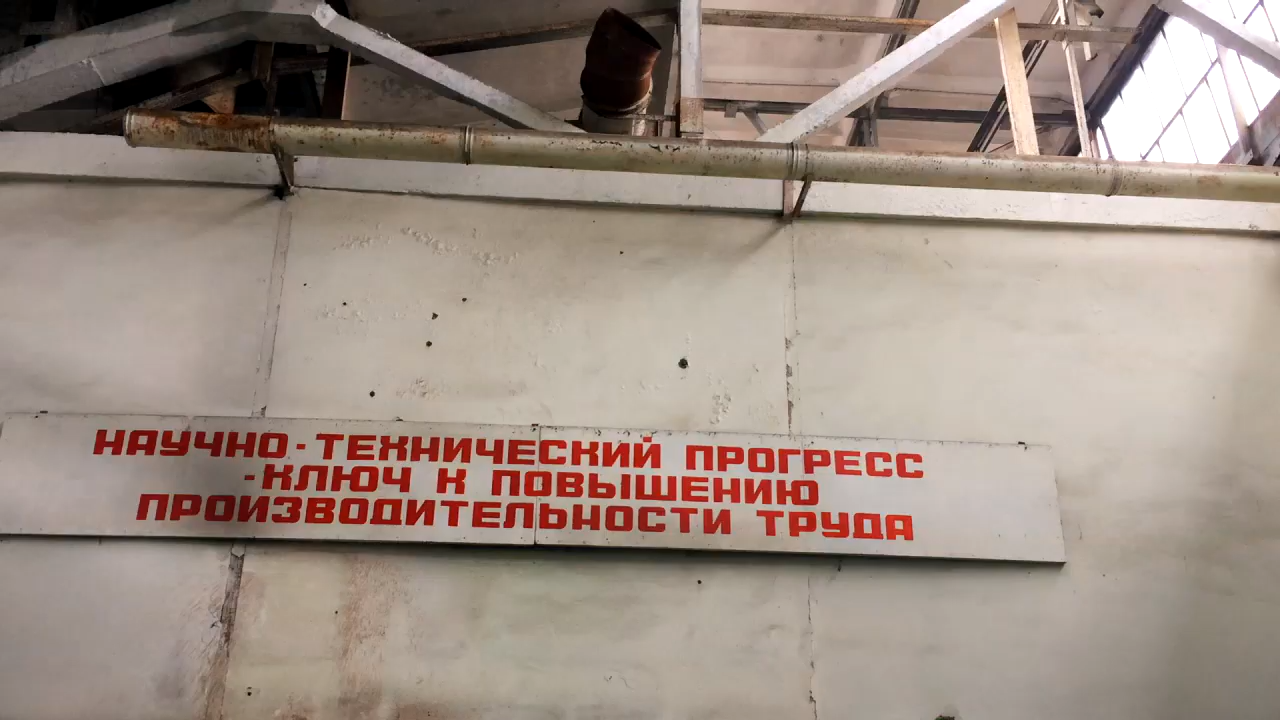 НАУЧНО-ТЕХНИЧЕСКИЙ ПРОГРЕСС
-КЛЮЧ К ПОВЫШЕНИЮ
ПРОИЗВОДИТЕЛЬНОСТИ ТРУДА